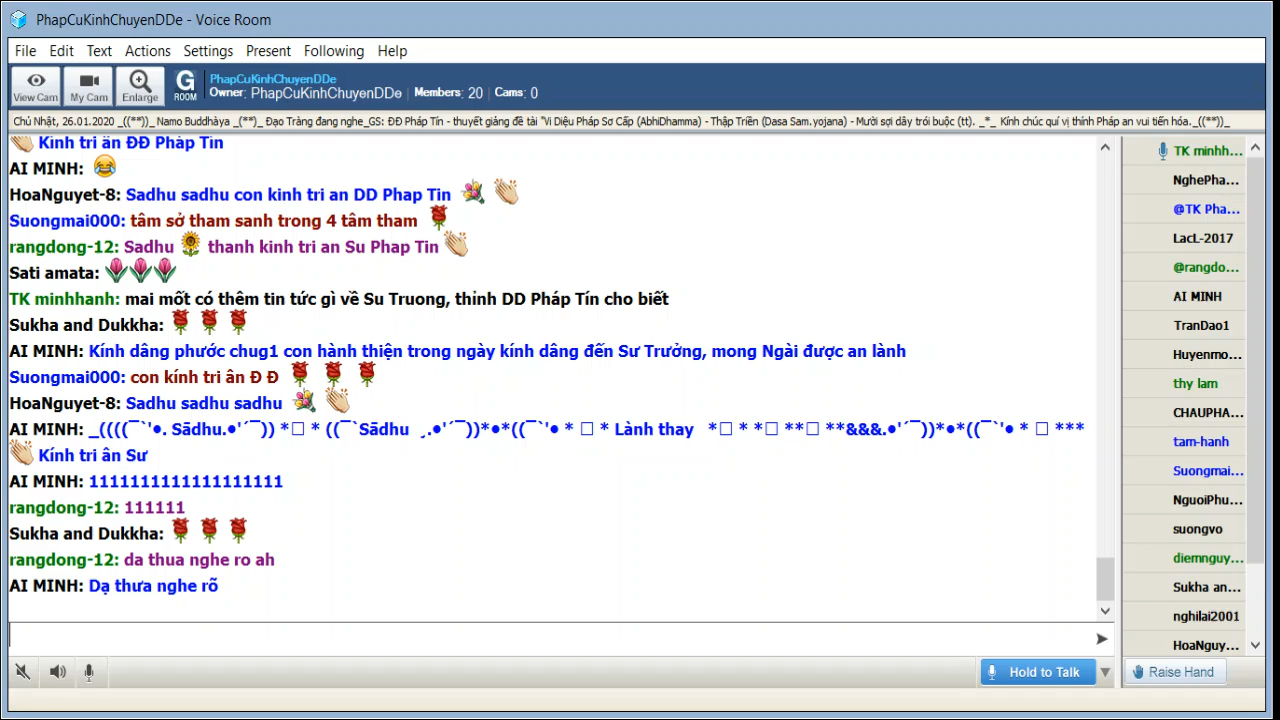 PhapCuKinhChuyenDDe - Voice Room
File Edit Text Actions Settings Present Following Help
View Cam My Cam Enlarge G ROOM PhapCuKinhChuyenDDe
Owner: PhapCuKinhChuyenDDe Members: 20 Cams: 0
Chủ Nhật, 26.01.2020 _((**))_ Namo Buddhàya _(**)_ Đạo Tràng đang nghe_GS: ĐĐ Pháp Tín - thuyết giảng đề tài "Vi Diệu Pháp Sơ Cấp (AbhiDhamma) - Thập Triền (Dasa Sam.yojana) - Mười sợi dây trói buộc (tt). _*_ Kính chúc quí vị thính Pháp an vui tiến hóa._((**))_
Kính tri ân ĐĐ Pháp Tín
AI MINH: 😂
HoaNguyet-8: Sadhu sadhu con kinh tri an DD Phap Tin 💐 👏
Suongmai000: tâm sở tham sanh trong 4 tâm tham 🌹
rangdong-12: Sadhu 🌻 thanh kinh tri an Su Phap Tin 👏
Sati amata: 🌷🌷🌷
TK minhhanh: mai mốt có thêm tin tức gì về Su Truong, thỉnh DD Pháp Tín cho biết
Sukha and Dukkha: 🌹 🌹 🌹
AI MINH: Kính dâng phước chug1 con hành thiện trong ngày kính dâng đến Sư Trưởng, mong Ngài được an lành
Suongmai000: con kính tri ân Đ Đ 🌹 🌹 🌹
HoaNguyet-8: Sadhu sadhu sadhu 💐 👏
AI MINH: _((((¯`'●. Sādhu.●'´¯)) *□ * ((¯`Sādhu ¸.●'´¯))*●*((¯`'● * □ * Lành thay *□ * *□ **□ **&&&.●'´¯))*●*((¯`'● * □ ***
👏 Kính tri ân Sư
AI MINH: 1111111111111111111
rangdong-12: 111111
Sukha and Dukkha: 🌹 🌹 🌹
rangdong-12: da thua nghe ro ah
AI MINH: Dạ thưa nghe rõ
TK minhh...
NghePha...
@TK Pha...
LacL-2017
@rangdo...
AI MINH
TranDao1
Huyenmo...
thy lam
CHAUPHA...
tam-hanh
Suongmai...
NguoiPhu...
suongvo
diemnguy...
Sukha an...
nghilai2001
HoaNguy...
Hold to Talk
Raise Hand